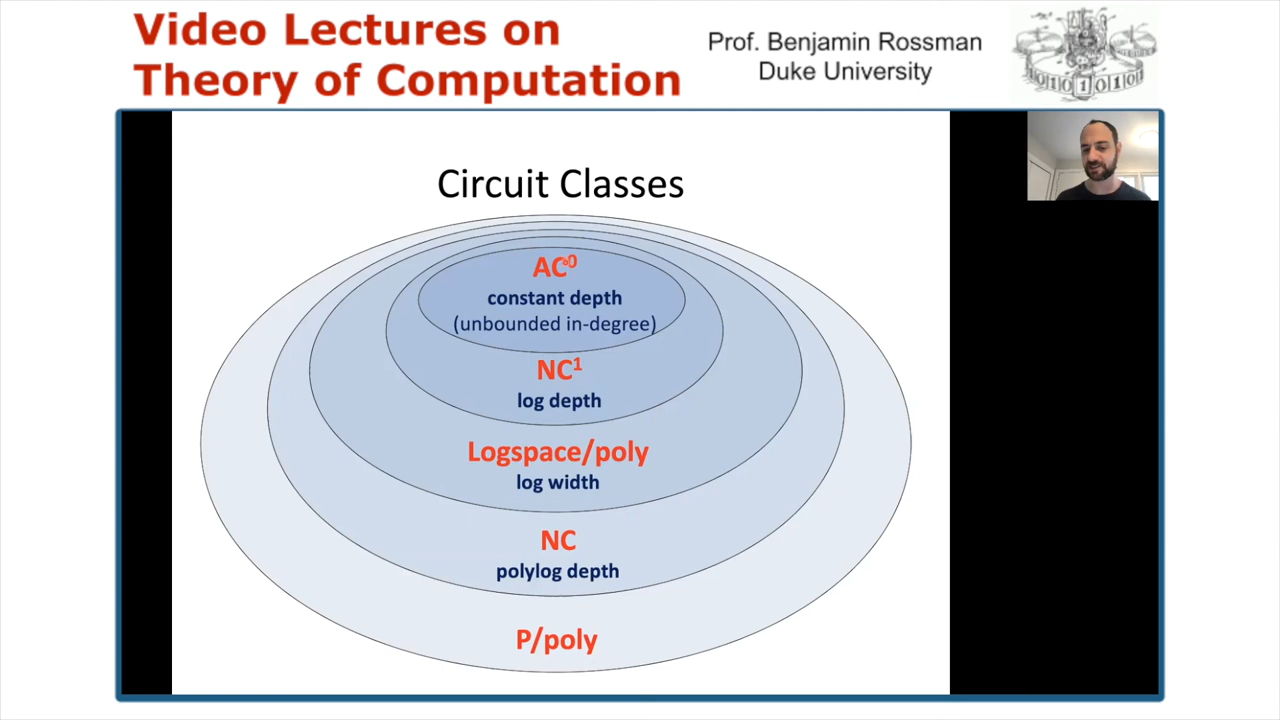 Video Lectures on
Theory of Computation
Prof. Benjamin Rossman
Duke University
Circuit Classes
AC⁰
constant depth
(unbounded in-degree)
NC¹
log depth
Logspace/poly
log width
NC
polylog depth
P/poly